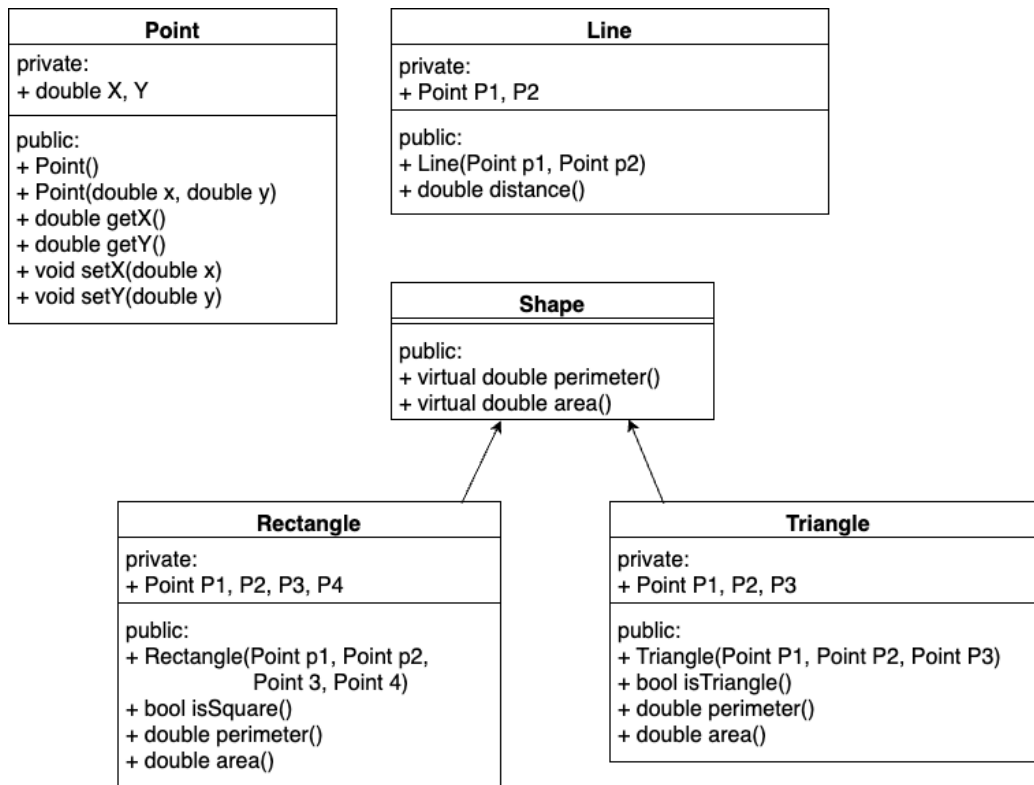 Point
private:
+ double X, Y
public:
+ Point()
+ Point(double x, double y)
+ double getX()
+ double getY()
+ void setX(double x)
+ void setY(double y)
Line
private:
+ Point P1, P2
public:
+ Line(Point p1, Point p2)
+ double distance()
Shape
public:
+ virtual double perimeter()
+ virtual double area()
Rectangle
private:
+ Point P1, P2, P3, P4
public:
+ Rectangle(Point p1, Point p2,
Point 3, Point 4)
+ bool isSquare()
+ double perimeter()
+ double area()
Triangle
private:
+ Point P1, P2, P3
public:
+ Triangle(Point P1, Point P2, Point P3)
+ bool isTriangle()
+ double perimeter()
+ double area()